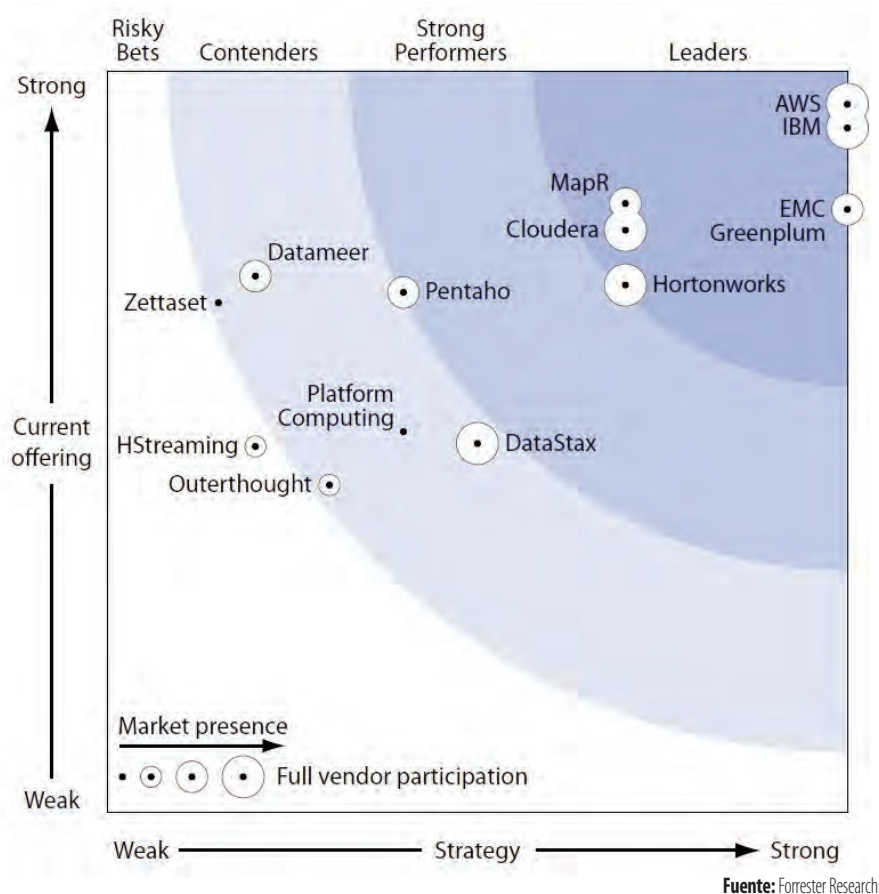 Risky
Bets
Contenders
Strong
Performers
Leaders
Strong
AWS
IBM
MapR
EMC
Greenplum
Cloudera
Datameer
Hortonworks
Pentaho
Zettaset
Platform
Computing
Current
offering
HStreaming
DataStax
Outerthought
Market presence
Full vendor participation
Weak
Weak
Strategy
Strong
Fuente: Forrester Research